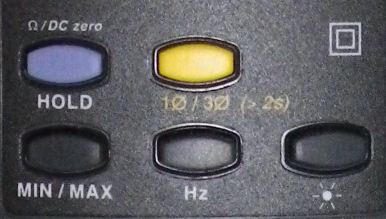 Ω/DC zero
HOLD
1Ø/3Ø (> 2s)
MIN / MAX
Hz